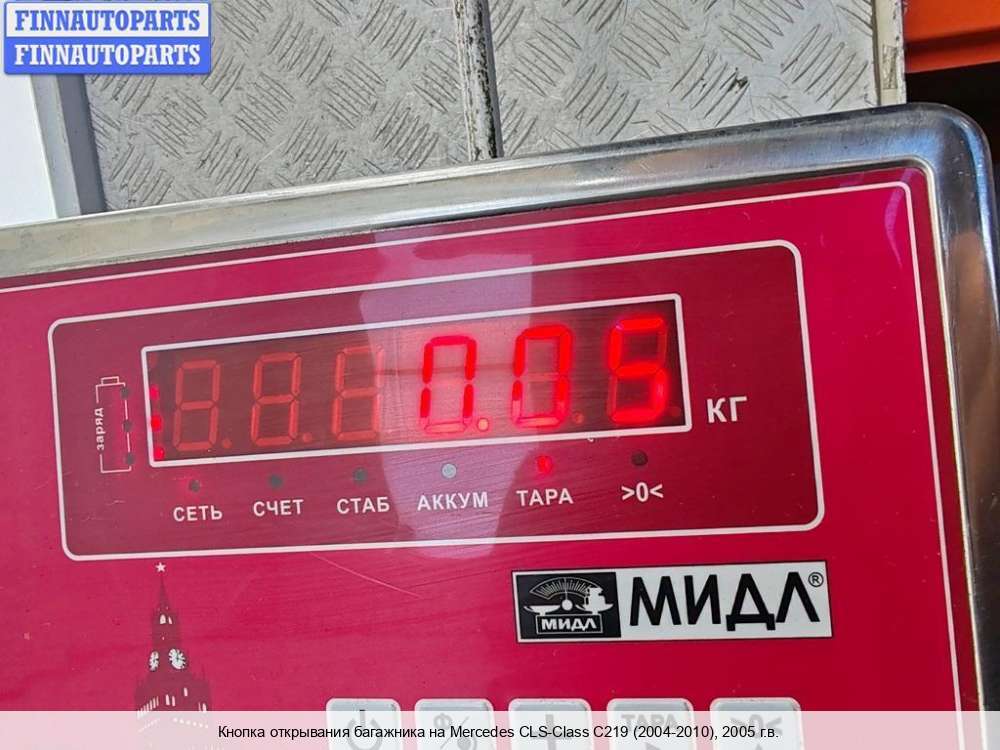 FINNAUTOPARTS
FINNAUTOPARTS
заряд
КГ
СЕТЬ СЧЕТ СТАБ АККУМ ТАРА >0<
МИДЛ
МИДЛ®
ТАРА >0<
Кнопка открывания багажника на Mercedes CLS-Class C219 (2004-2010), 2005 г.в.